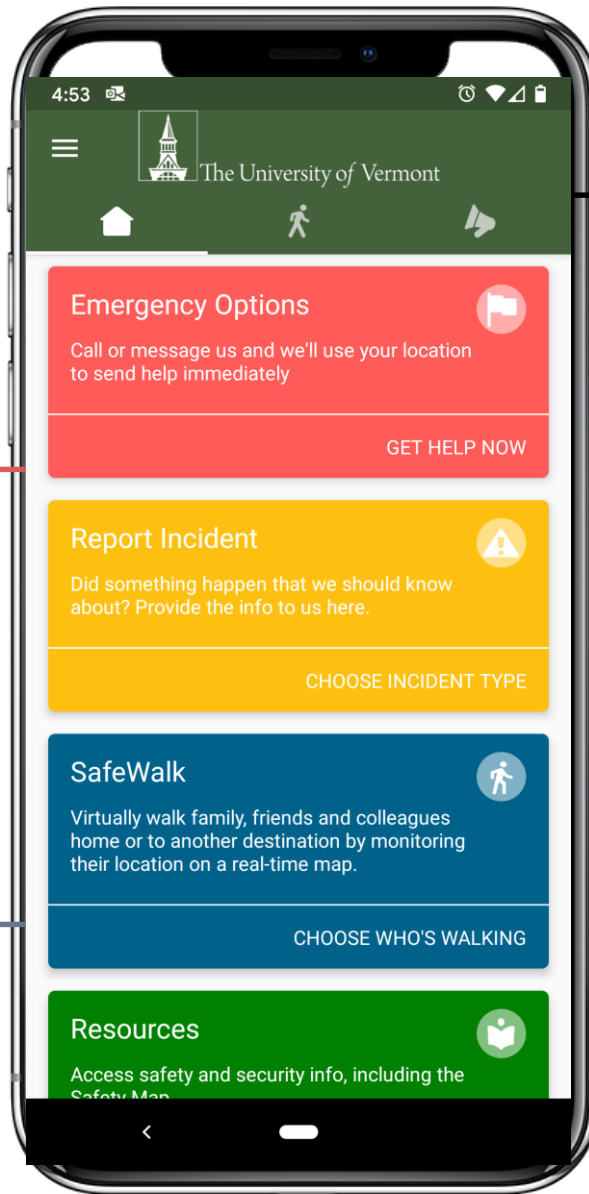 4:53
The University of Vermont
Emergency Options
Call or message us and we'll use your location
to send help immediately
GET HELP NOW
Report Incident
Did something happen that we should know
about? Provide the info to us here.
CHOOSE INCIDENT TYPE
SafeWalk
Virtually walk family, friends and colleagues
home or to another destination by monitoring
their location on a real-time map.
CHOOSE WHO'S WALKING
Resources
Access safety and security info, including the
Safety Map